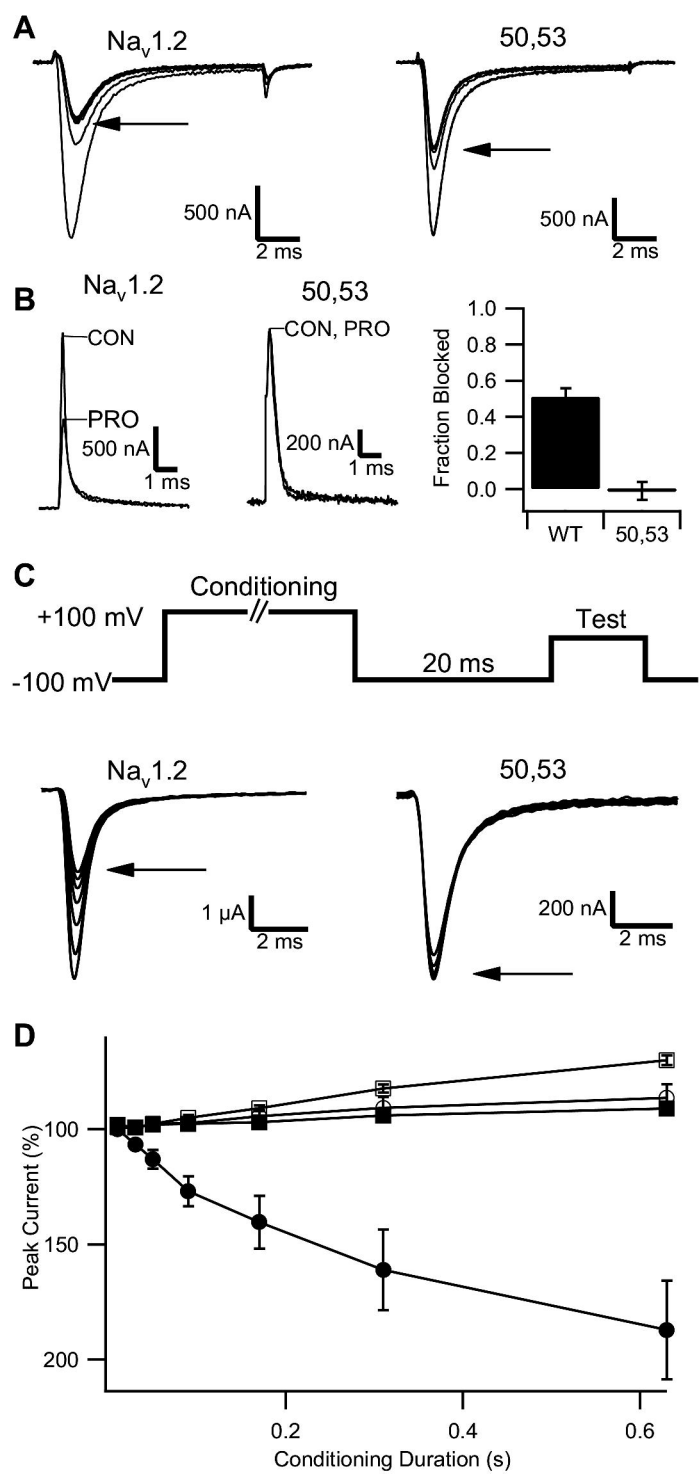 A
Nav1.2
50,53
500 nA
2 ms
500 nA
2 ms
B
Nav1.2
CON
PRO
500 nA
1 ms
50,53
CON, PRO
200 nA
1 ms
Fraction Blocked
1.0
0.8
0.6
0.4
0.2
0.0
WT
50,53
C
Conditioning
+100 mV
-100 mV
20 ms
Test
Nav1.2
50,53
1 µA
2 ms
200 nA
2 ms
D
Peak Current (%)
100
150
200
0.2
0.4
0.6
Conditioning Duration (s)